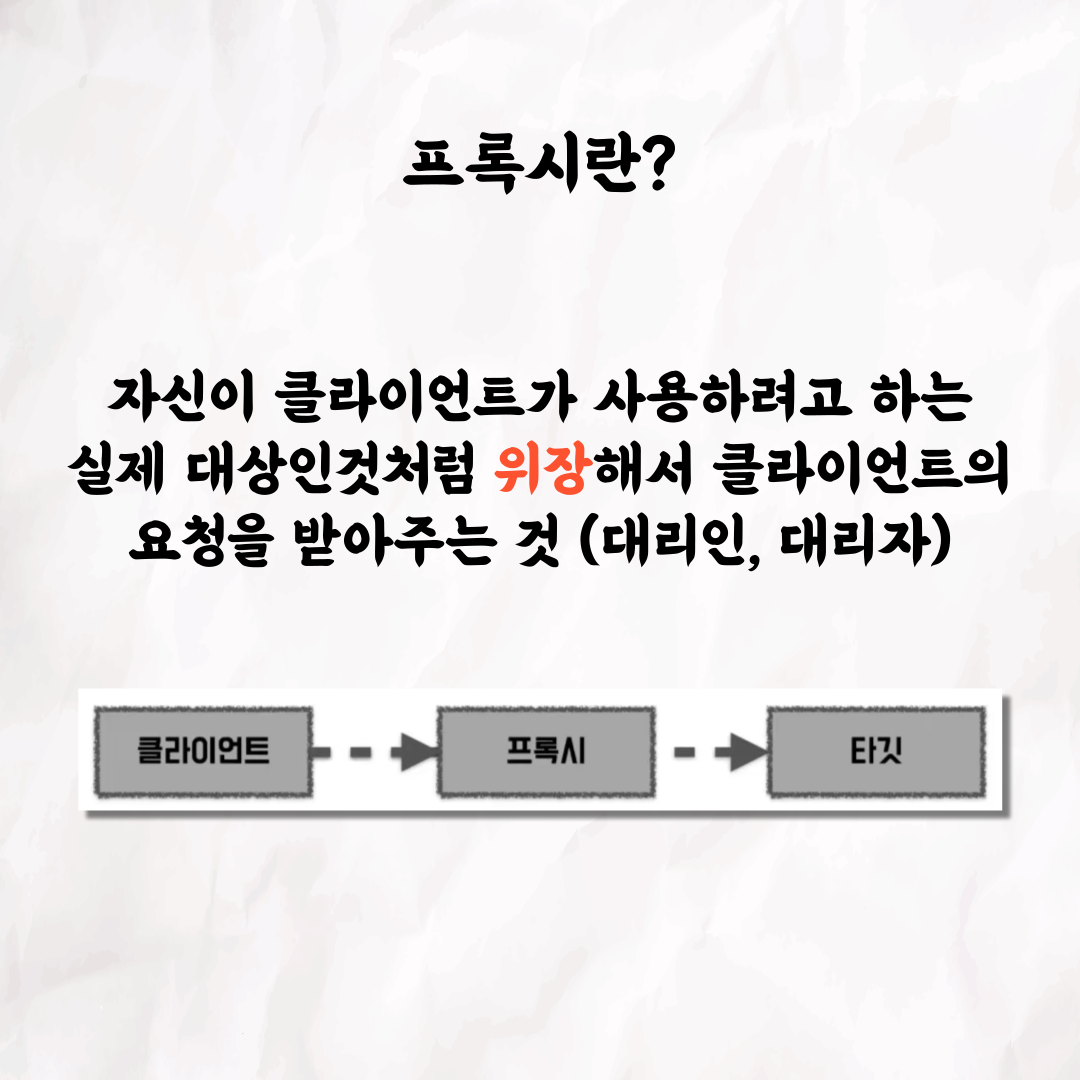 프록시란?
자신이 클라이언트가 사용하려고 하는
실제 대상인것처럼 위장해서 클라이언트의
요청을 받아주는 것 (대리인, 대리자)
클라이언트 프록시 타깃